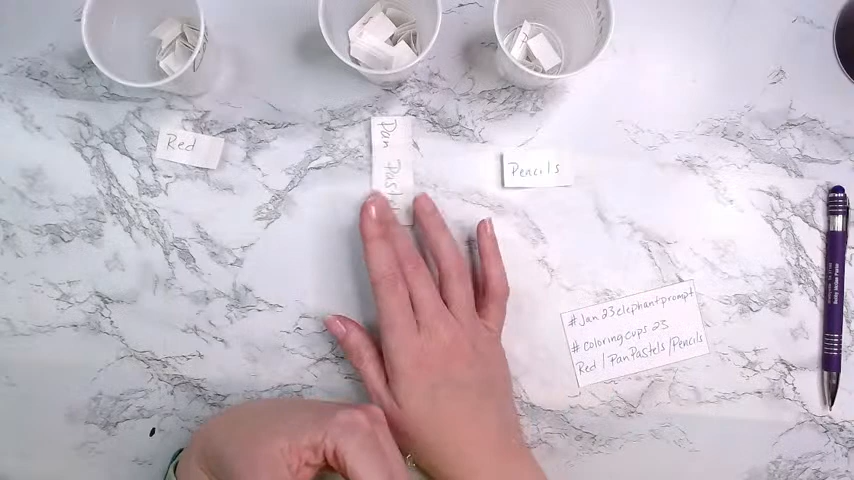 Red
Pan Pastels
Pencils
#Jan23elephantprompt
#coloringcups23
Red/PanPastels/Pencils